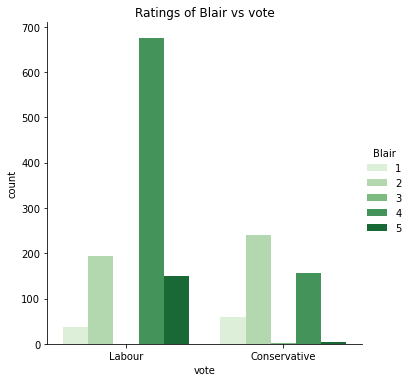 Ratings of Blair vs vote
700
600
500
400
300
200
100
0
count
Labour
Conservative
vote
Blair
1
2
3
4
5